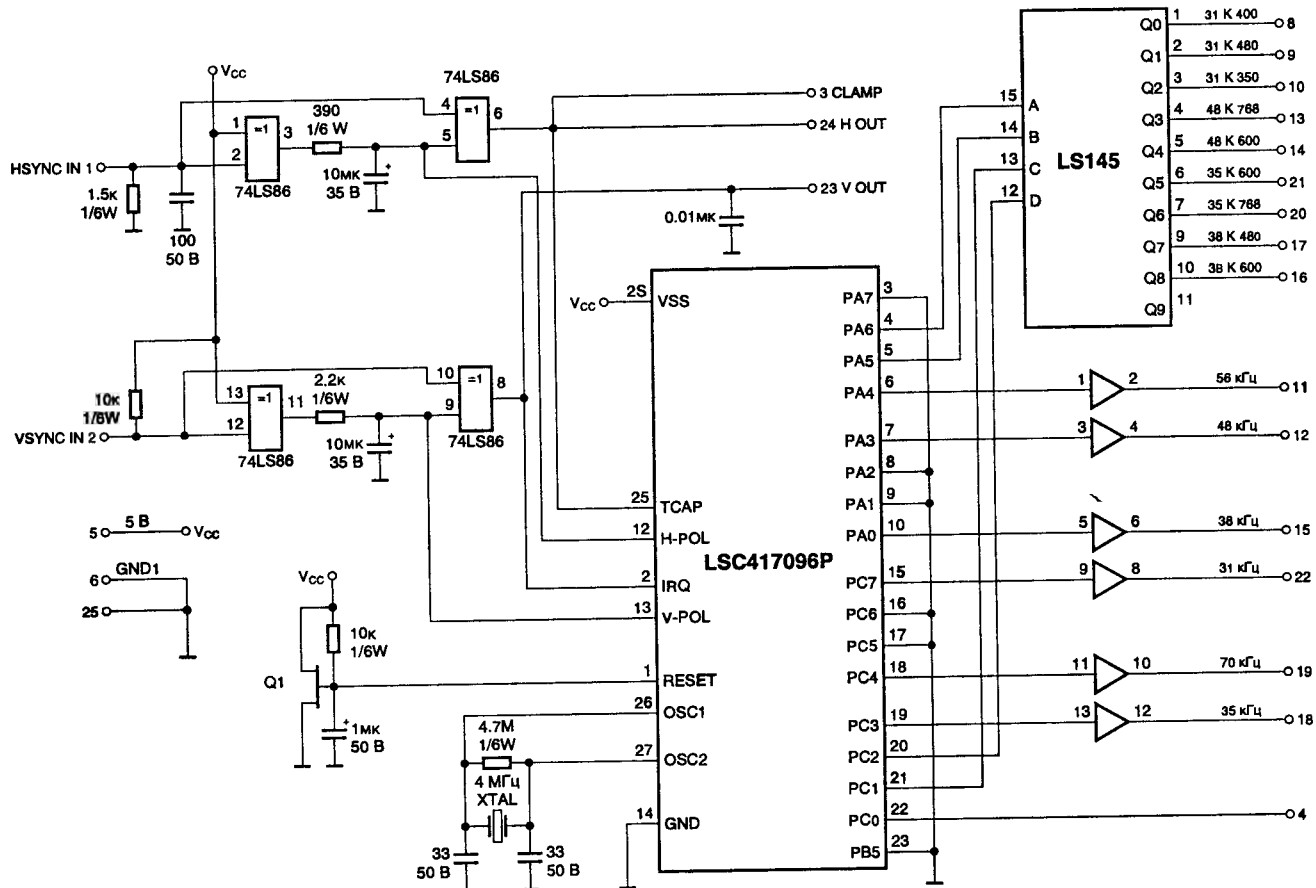 HSYNC IN 1
1.5к
1/6W
100
50 В
VCC
1
2
=1
3
74LS86
390
1/6 W
10мк
35 В
74LS86
4
5
=1
6
3 CLAMP
24 H OUT
23 V OUT
0.01мк
10к
1/6W
VSYNC IN 2
13
12
=1
11
74LS86
2.2к
1/6W
10мк
35 В
10
9
=1
8
74LS86
5
5 В
VCC
6
GND1
25
VCC
10к
1/6W
Q1
1мк
50 В
4.7M
1/6W
4 МГц
XTAL
33
50 В
33
50 В
VCC
2S
VSS
25
TCAP
12
H-POL
2
IRQ
13
V-POL
1
RESET
26
OSC1
27
OSC2
14
GND
LSC417096P
PA7
3
PA6
4
PA5
5
PA4
6
PA3
7
PA2
8
PA1
9
PA0
10
PC7
15
PC6
16
PC5
17
PC4
18
PC3
19
PC2
20
PC1
21
PC0
22
PB5
23
15
A
14
B
13
C
12
D
LS145
Q0
1
31 K 400
8
Q1
2
31 K 480
9
Q2
3
31 K 350
10
Q3
4
48 K 768
13
Q4
5
48 K 600
14
Q5
6
35 K 600
21
Q6
7
35 K 768
20
Q7
9
38 K 480
17
Q8
10
38 K 600
16
Q9
11
1
2
56 кГц
11
3
4
48 кГц
12
5
6
38 кГц
15
9
8
31 кГц
22
11
10
70 кГц
19
13
12
35 кГц
18
4